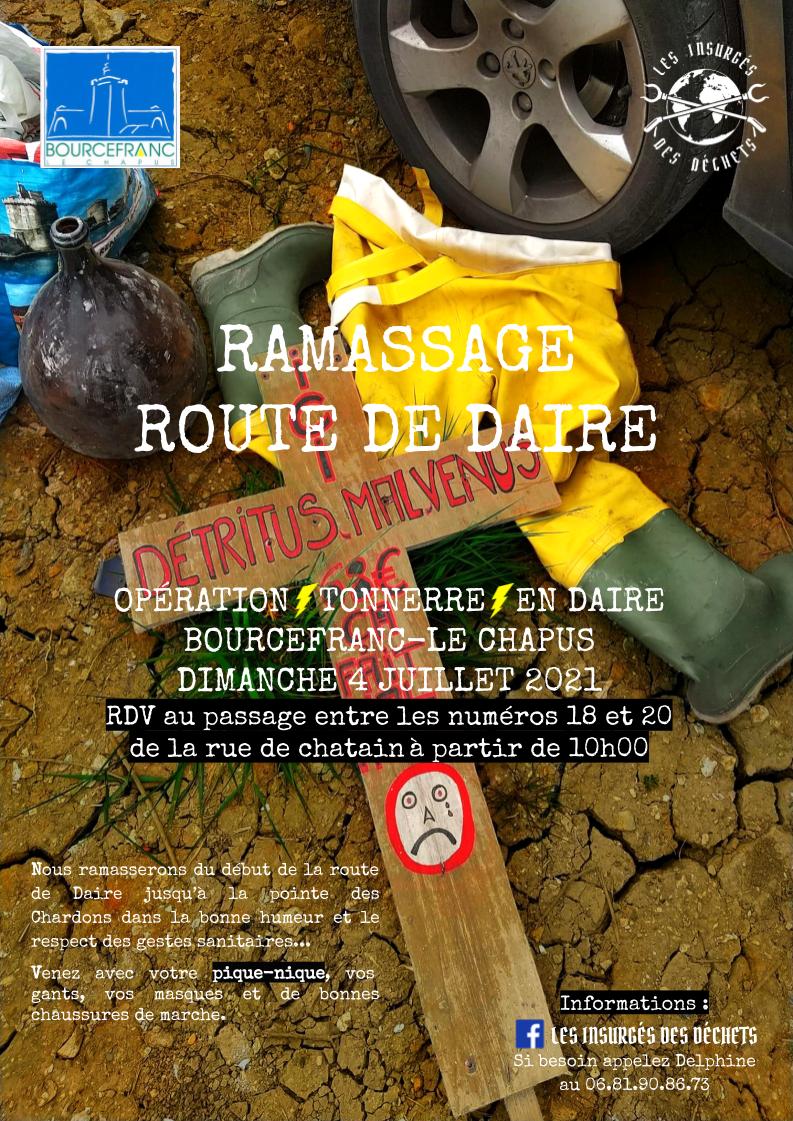 BOURCEFRANC
LE CHAPUS
LES INSURGÉS
DES DÉCHETS
RAMASSAGE
ROUTE DE DAIRE
ICI
DÉTRITUS MALVENUS
OPÉRATION⚡TONNERRE⚡EN DAIRE
BOURCEFRANC-LE CHAPUS
DIMANCHE 4 JUILLET 2021
RDV au passage entre les numéros 18 et 20
de la rue de chatain à partir de 10h00
Nous ramasserons du début de la route
de Daire jusqu'à la pointe des
Chardons dans la bonne humeur et le
respect des gestes sanitaires...
Venez avec votre pique-nique, vos
gants, vos masques et de bonnes
chaussures de marche.
Informations :
LES INSURGÉS DES DÉCHETS
Si besoin appelez Delphine
au 06.81.90.86.73